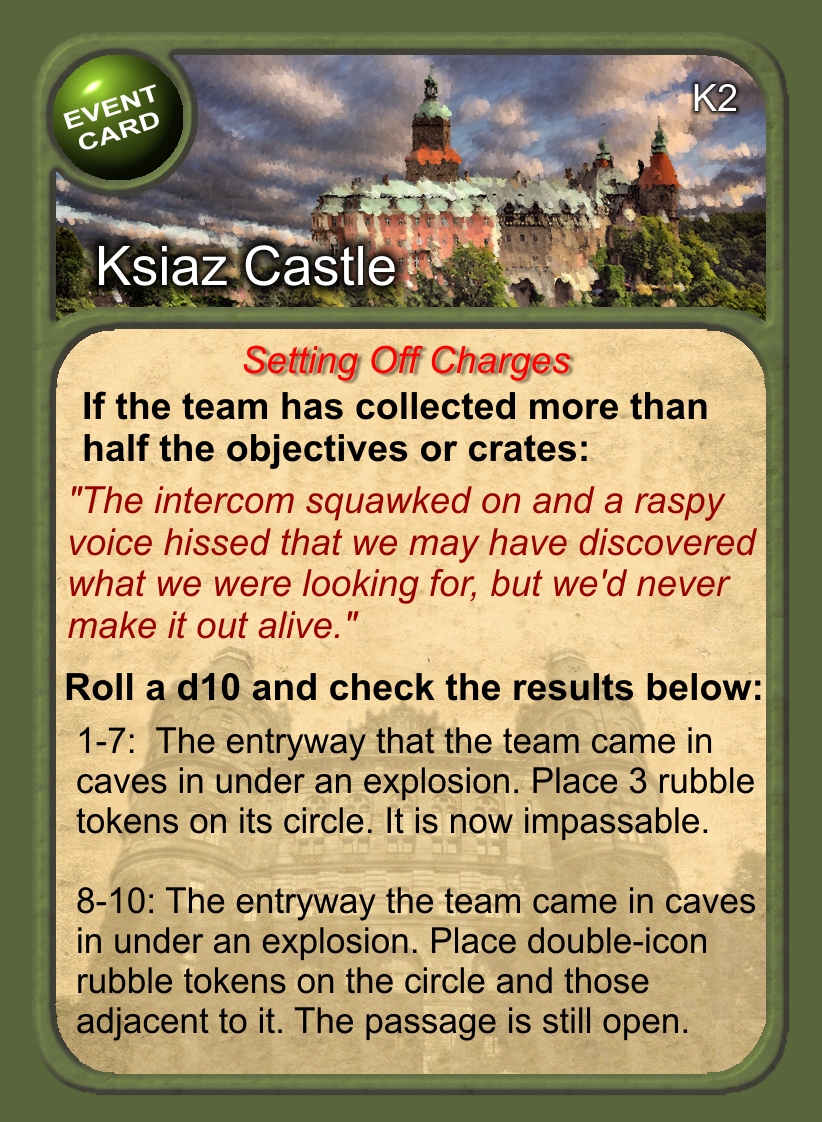 EVENT
CARD
K2
Ksiaz Castle
Setting Off Charges
If the team has collected more than
half the objectives or crates:
"The intercom squawked on and a raspy
voice hissed that we may have discovered
what we were looking for, but we'd never
make it out alive."
Roll a d10 and check the results below:
1-7:  The entryway that the team came in
caves in under an explosion. Place 3 rubble
tokens on its circle. It is now impassable.
8-10: The entryway the team came in caves
in under an explosion. Place double-icon
rubble tokens on the circle and those
adjacent to it. The passage is still open.